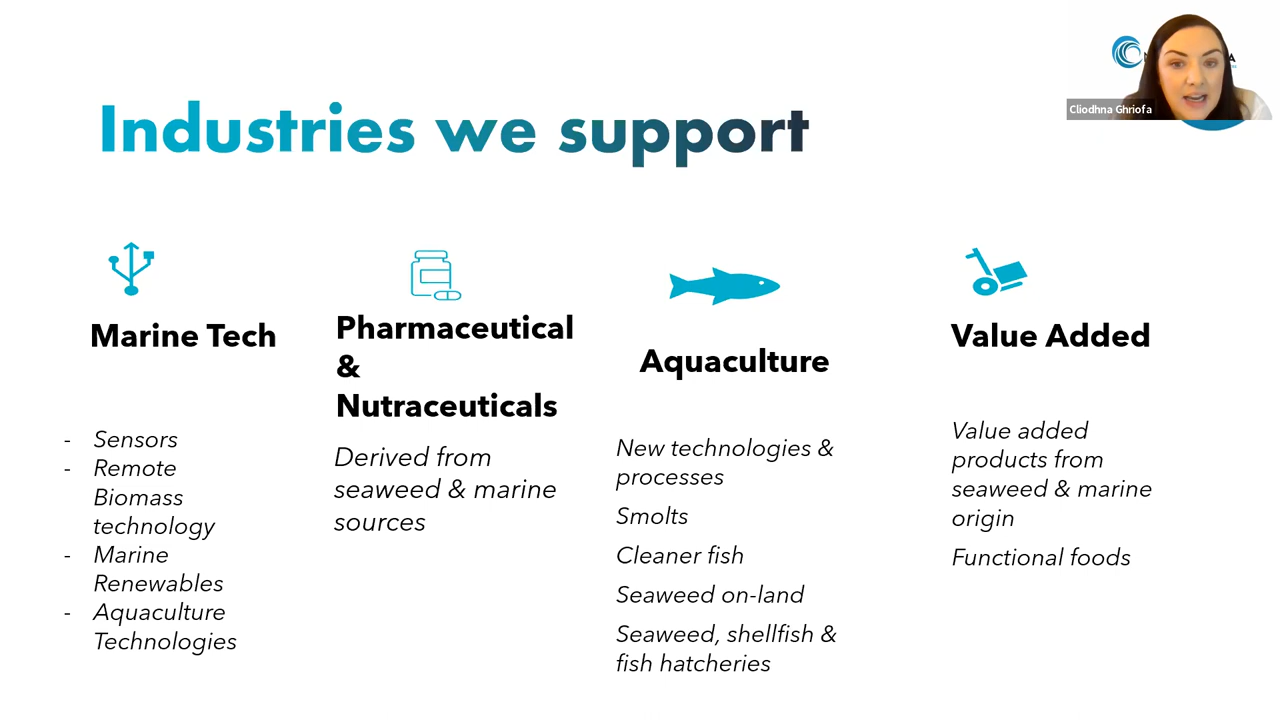 Cliodhna Ghriofa
Industries we support
Marine Tech
- Sensors
- Remote
Biomass
technology
- Marine
Renewables
- Aquaculture
Technologies
Pharmaceutical
&
Nutraceuticals
Derived from
seaweed & marine
sources
Aquaculture
New technologies &
processes
Smolts
Cleaner fish
Seaweed on-land
Seaweed, shellfish &
fish hatcheries
Value Added
Value added
products from
seaweed & marine
origin
Functional foods